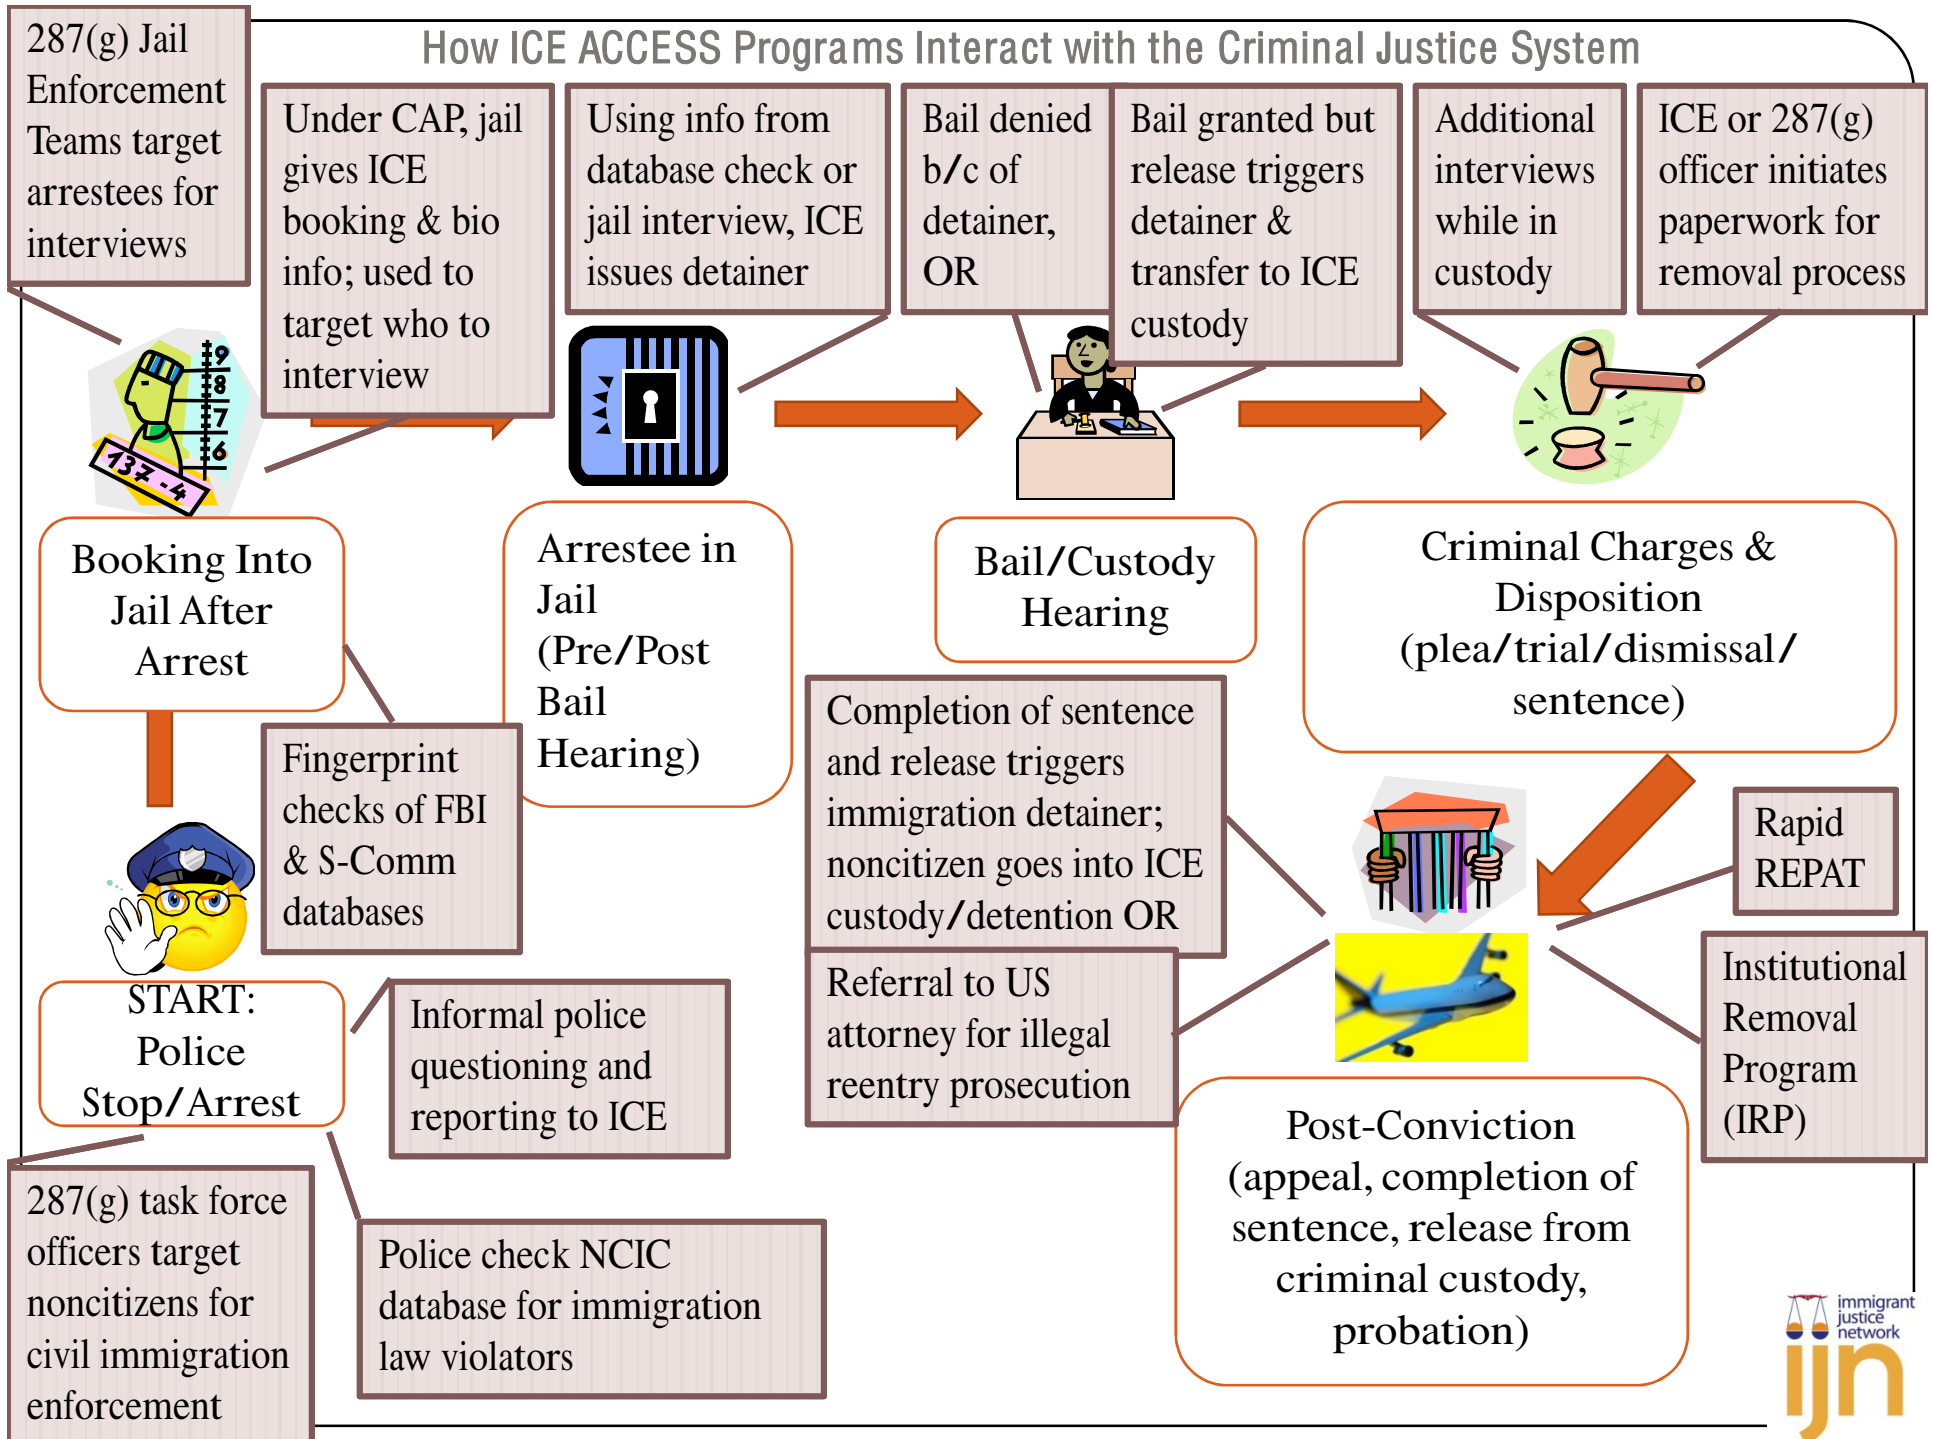 How ICE ACCESS Programs Interact with the Criminal Justice System
287(g) Jail
Enforcement
Teams target
arrestees for
interviews
Under CAP, jail
gives ICE
booking & bio
info; used to
target who to
interview
Using info from
database check or
jail interview, ICE
issues detainer
Bail denied
b/c of
detainer,
OR
Bail granted but
release triggers
detainer &
transfer to ICE
custody
Additional
interviews
while in
custody
ICE or 287(g)
officer initiates
paperwork for
removal process
9
8
7
6
137-4
Booking Into
Jail After
Arrest
Arrestee in
Jail
(Pre/Post
Bail
Hearing)
Bail/Custody
Hearing
Criminal Charges &
Disposition
(plea/trial/dismissal/
sentence)
Fingerprint
checks of FBI
& S-Comm
databases
Completion of sentence
and release triggers
immigration detainer;
noncitizen goes into ICE
custody/detention OR
Rapid
REPAT
Referral to US
attorney for illegal
reentry prosecution
Institutional
Removal
Program
(IRP)
START:
Police
Stop/Arrest
Informal police
questioning and
reporting to ICE
287(g) task force
officers target
noncitizens for
civil immigration
enforcement
Police check NCIC
database for immigration
law violators
Post-Conviction
(appeal, completion of
sentence, release from
criminal custody,
probation)
immigrant
justice
network
ijn